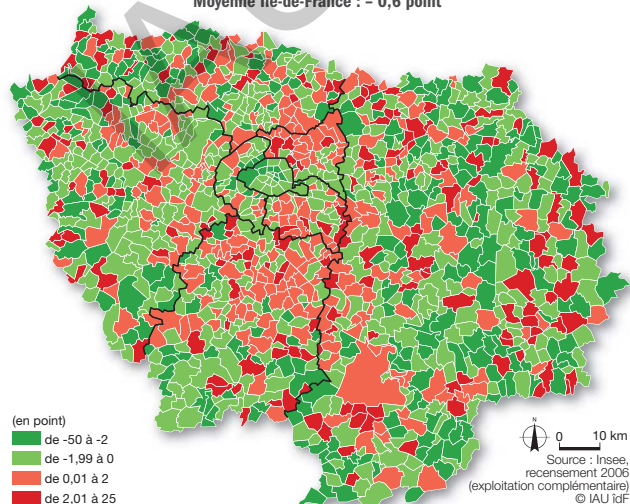 Moyenne Île-de-France : – 0,6 point
(en point)
de -50 à -2
de -1,99 à 0
de 0,01 à 2
de 2,01 à 25
N
0 10 km
Source : Insee,
recensement 2006
(exploitation complémentaire)
© IAU îdF